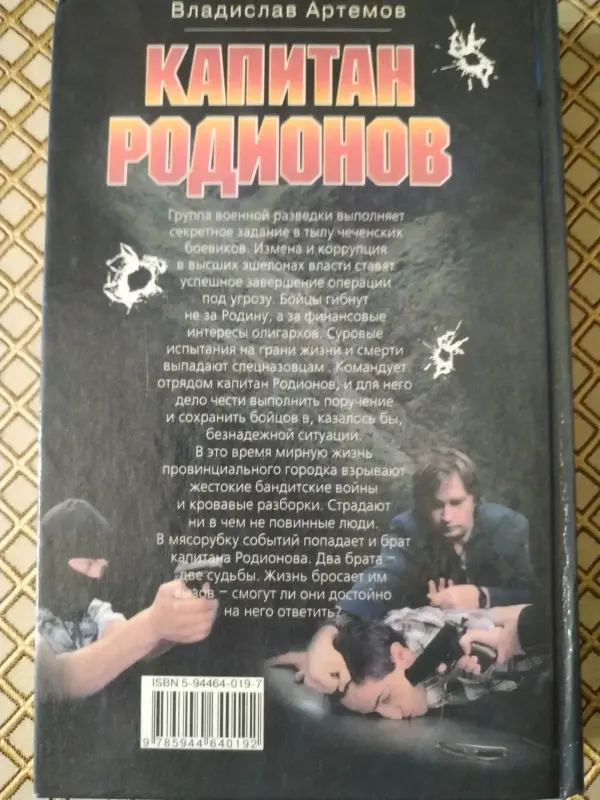 Владислав Артемов
КАПИТАН
РОДИОНОВ
Группа военной разведки выполняет
секретное задание в тылу чеченских
боевиков. Измена и коррупция
в высших эшелонах власти ставят
успешное завершение операции
под угрозу. Бойцы гибнут
не за Родину, а за финансовые
интересы олигархов. Суровые
испытания на грани жизни и смерти
выпадают спецназовцам . Командует
отрядом капитан Родионов, и для него
дело чести выполнить поручение
и сохранить бойцов в, казалось бы,
безнадежной ситуации.
В это время мирную жизнь
провинциального городка взрывают
жестокие бандитские войны
и кровавые разборки. Страдают
ни в чем не повинные люди.
В мясорубку событий попадает и брат
капитана Родионова. Два брата –
две судьбы. Жизнь бросает им
вызов – смогут ли они достойно
на него ответить?
ISBN 5-94464-019-7
9 785944 640192